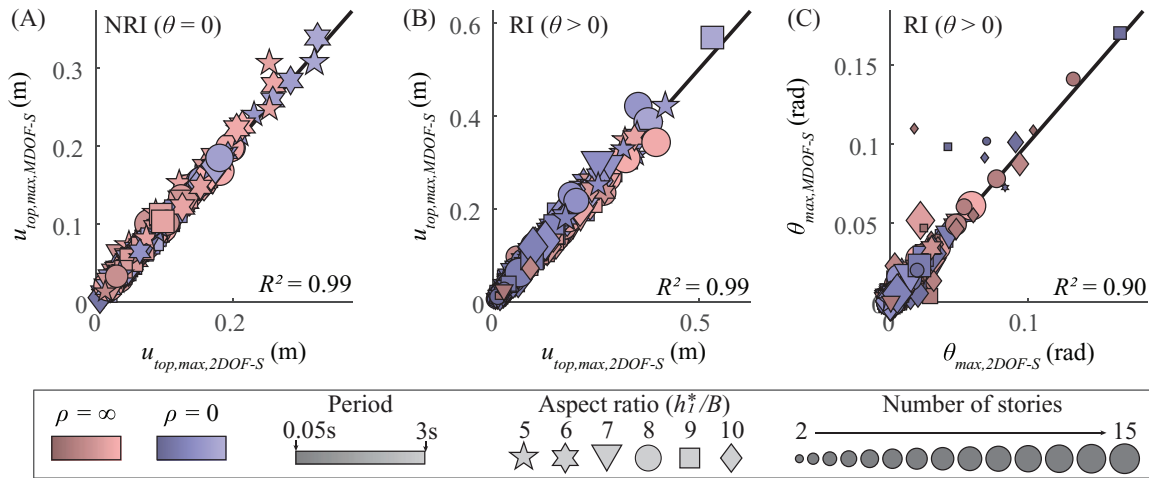 (A) NRI (θ = 0)
0.3
0.2
0.1
0
0 0.2
u_top,max,MDOF-S (m)
u_top,max,2DOF-S (m)
R² = 0.99
(B) RI (θ > 0)
0.6
0.4
0.2
0
0 0.5
u_top,max,MDOF-S (m)
u_top,max,2DOF-S (m)
R² = 0.99
(C) RI (θ > 0)
0.15
0.1
0.05
0
0 0.1
θ_max,MDOF-S (rad)
θ_max,2DOF-S (rad)
R² = 0.90
ρ = ∞ ρ = 0
Period
0.05s 3s
Aspect ratio (h₁*/B)
5 6 7 8 9 10
Number of stories
2 15